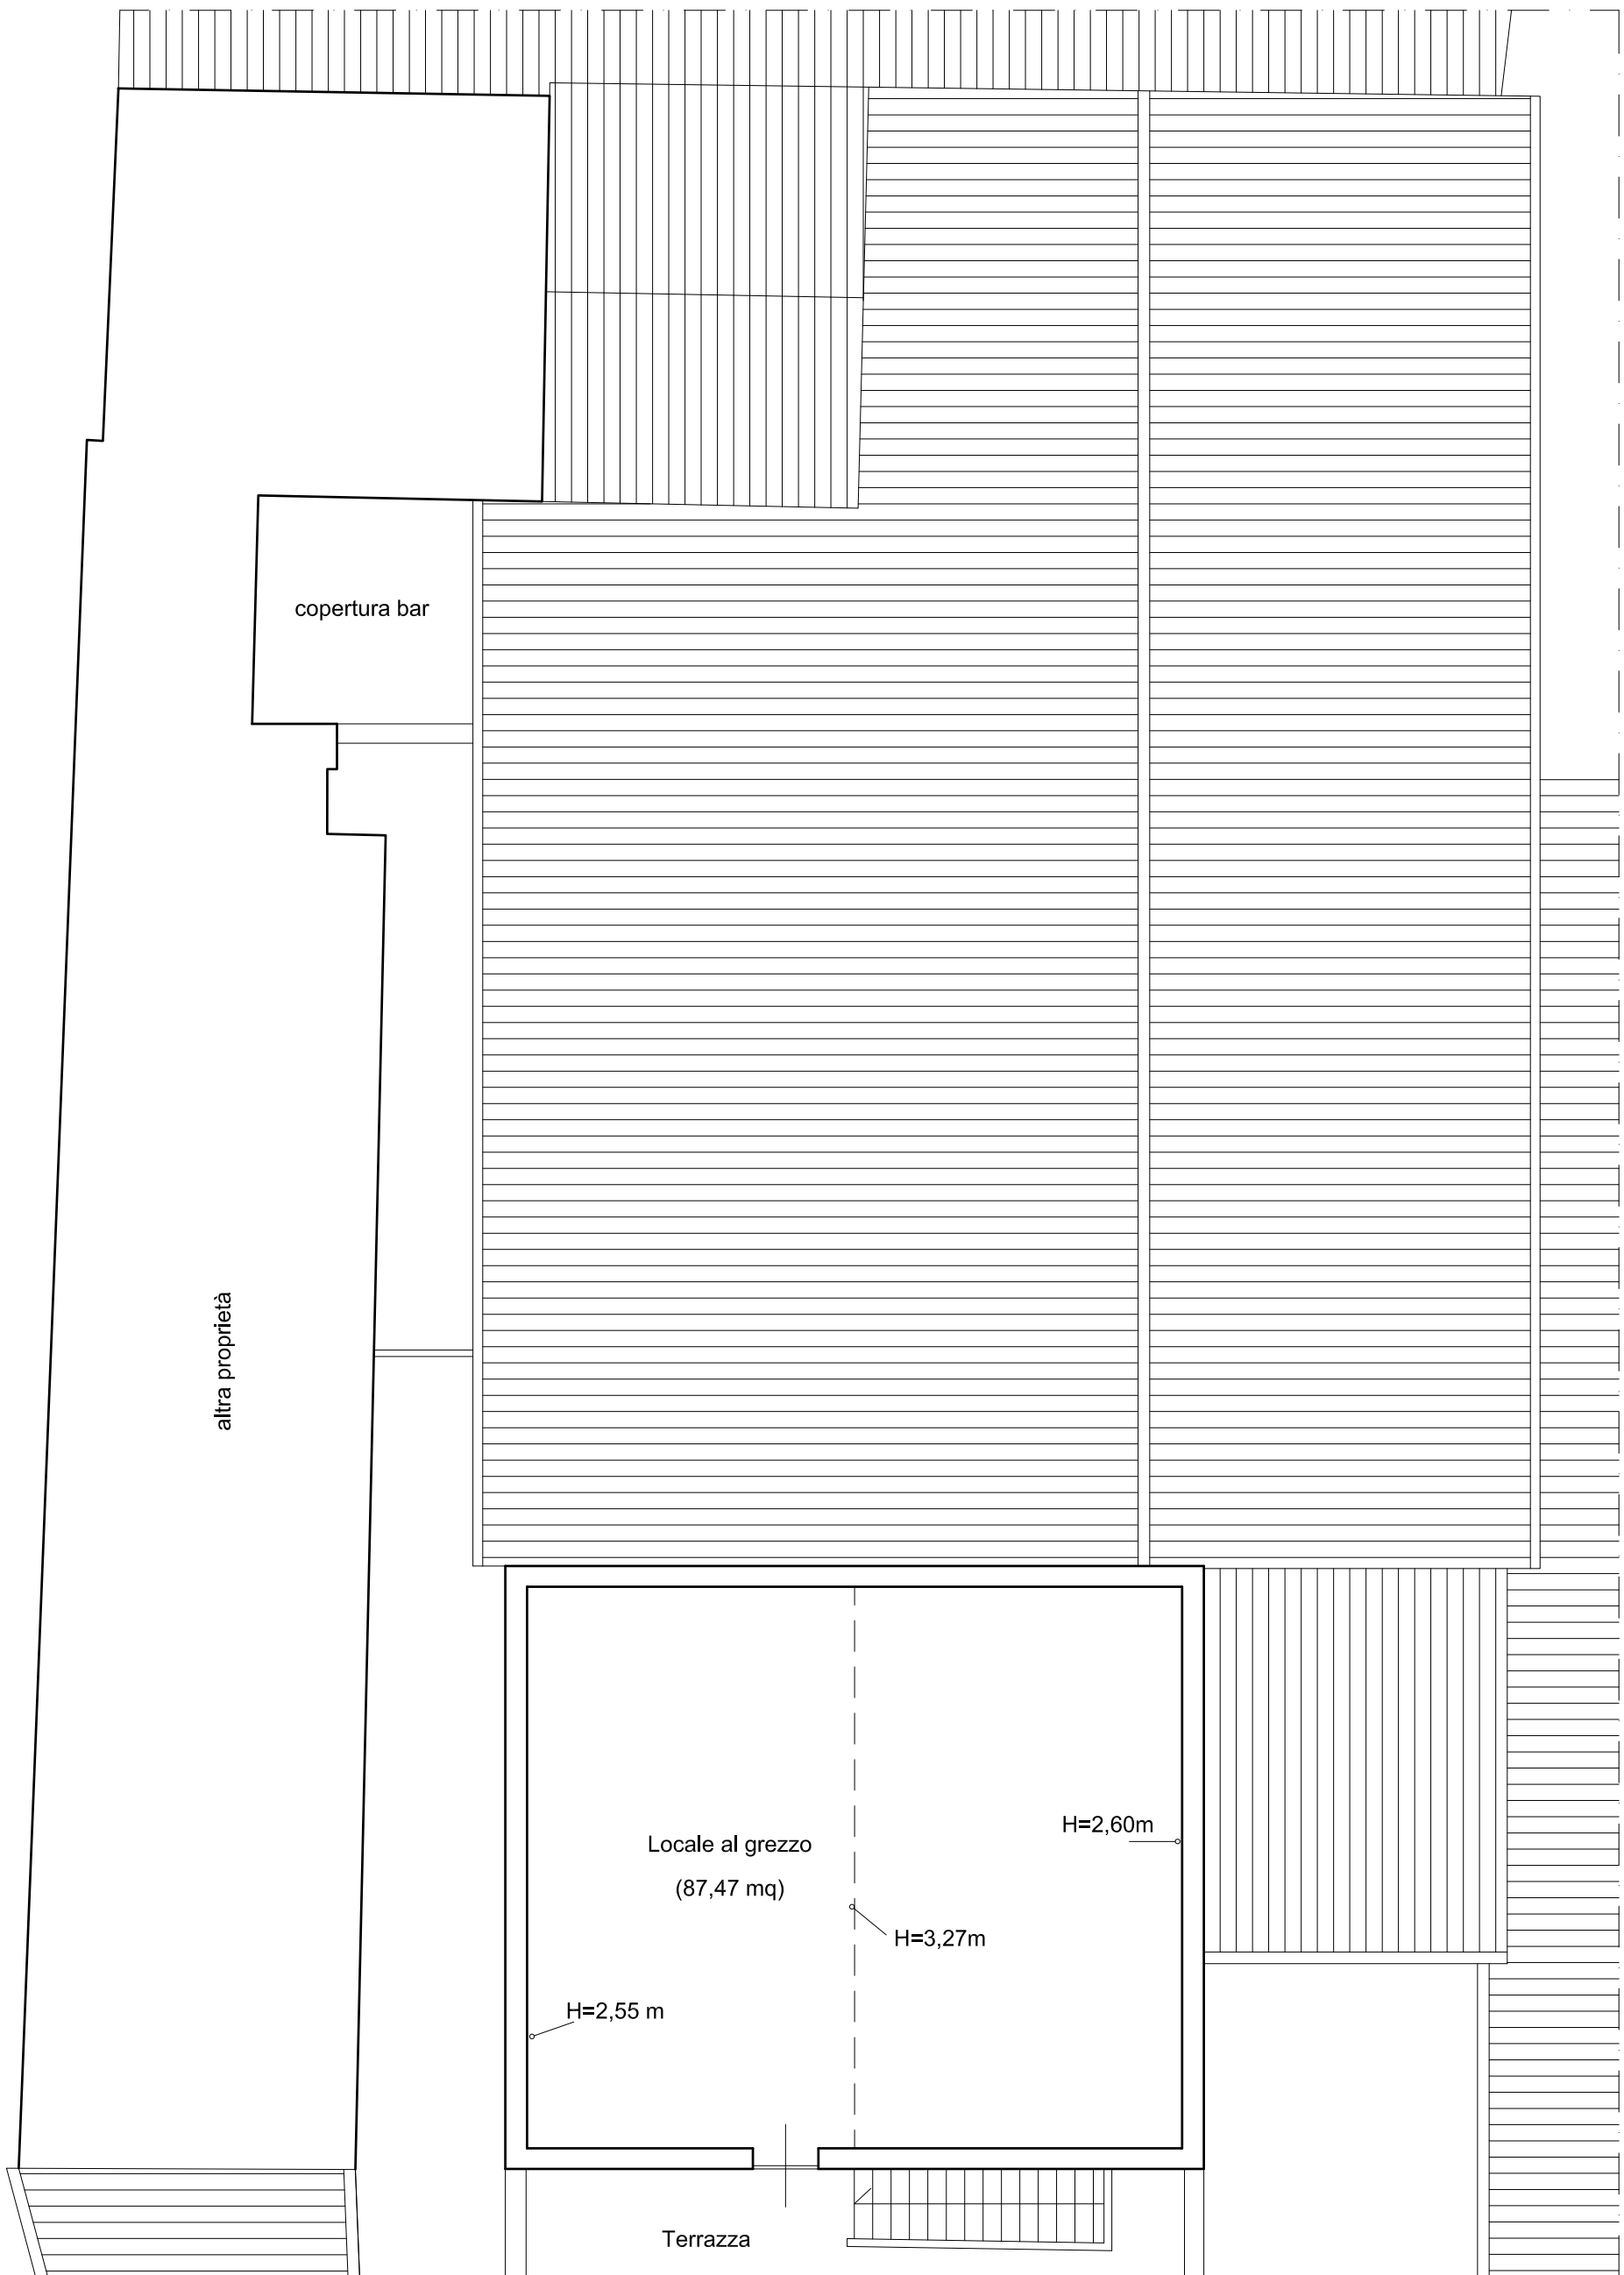 copertura bar
altra proprietà
H=2,60m
Locale al grezzo
(87,47 mq)
H=3,27m
H=2,55 m
Terrazza